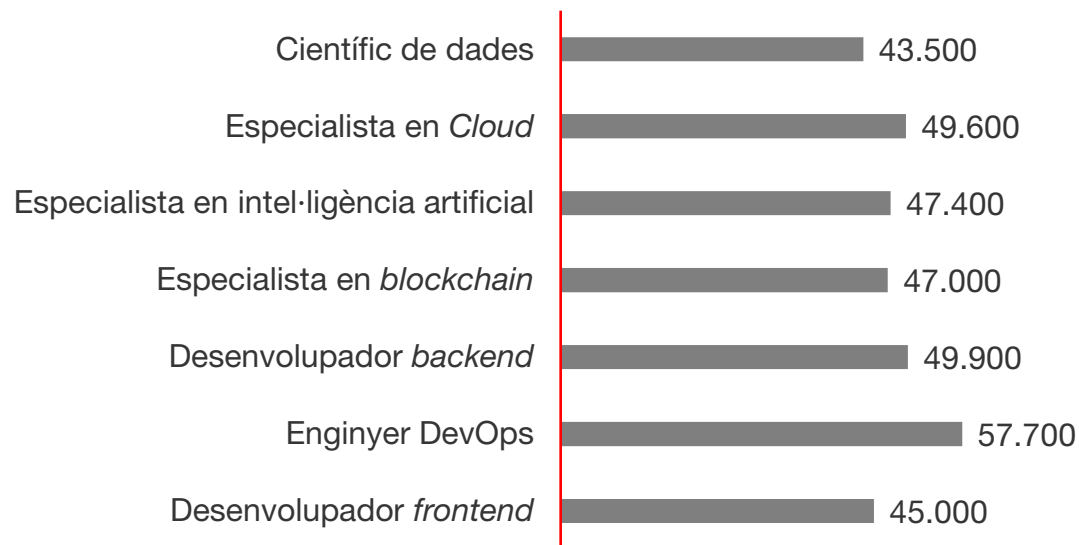 Científic de dades 43.500
Especialista en Cloud 49.600
Especialista en intel·ligència artificial 47.400
Especialista en blockchain 47.000
Desenvolupador backend 49.900
Enginyer DevOps 57.700
Desenvolupador frontend 45.000